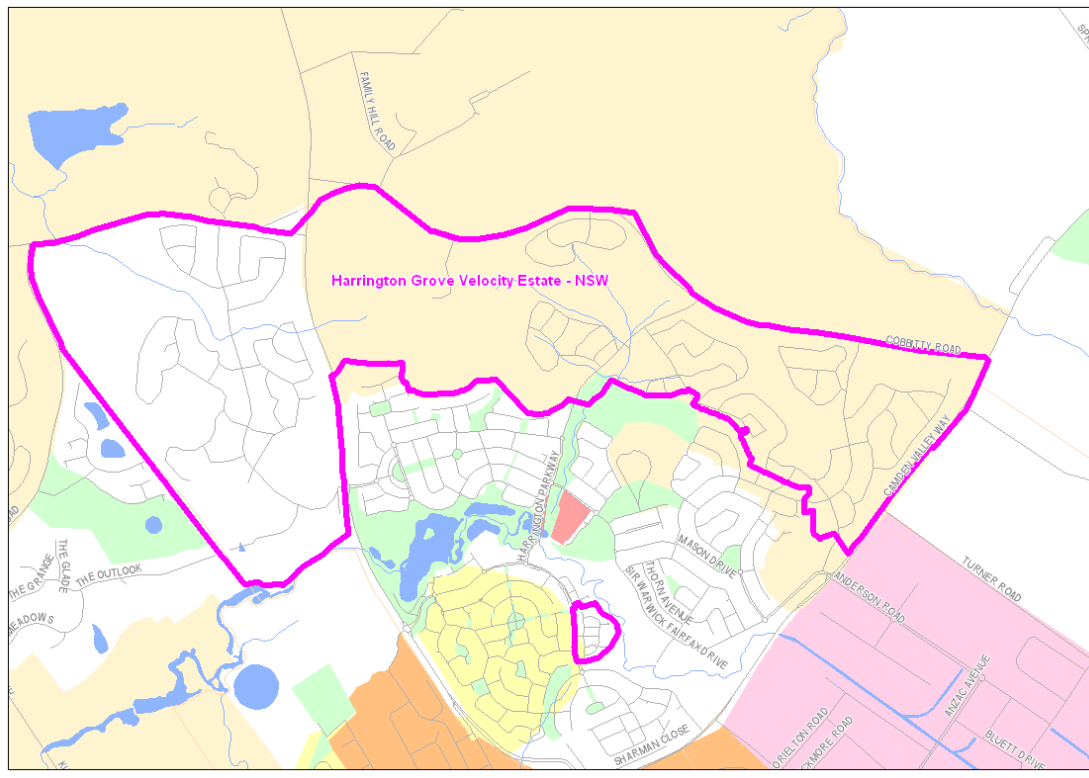 FAMILY HILL ROAD
Harrington Grove Velocity Estate - NSW
COBBITTY ROAD
CAMDEN VALLEY WAY
HARRINGTON PARKWAY
MASON DRIVE
THORN AVENUE
SIR WARWICK FAIRFAX DRIVE
THE GRANGE
THE GLADE
THE OUTLOOK
MEADOWS
TURNER ROAD
ANDERSON ROAD
ANZAC AVENUE
BLUETT DRIVE
SHARMAN CLOSE